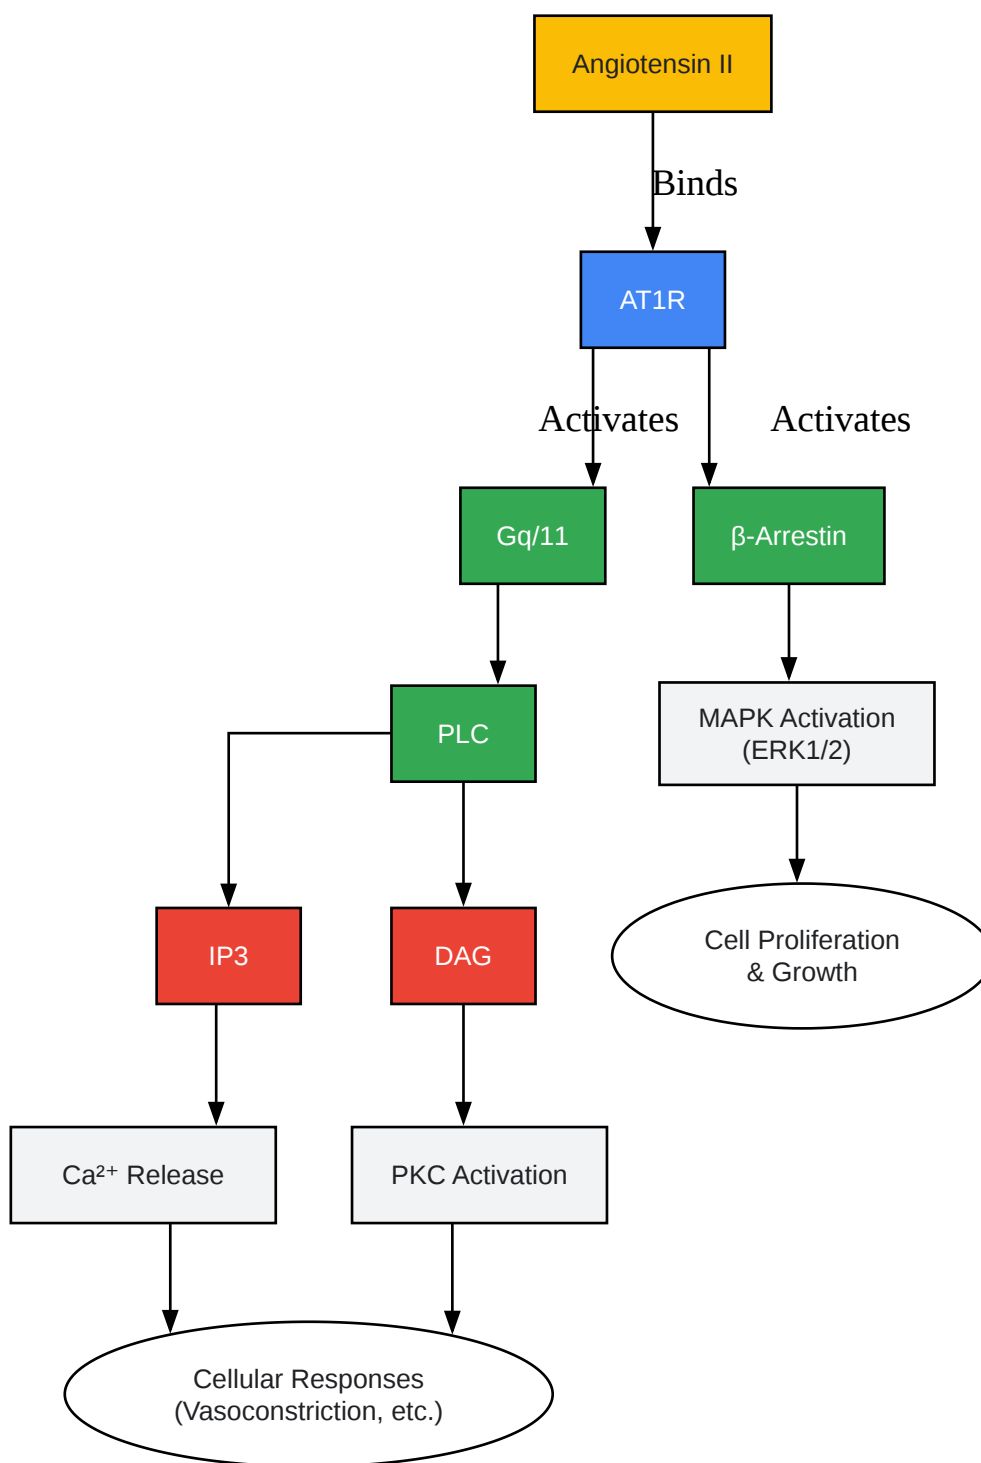 Angiotensin II
Binds
AT1R
Activates
Activates
Gq/11
β-Arrestin
PLC
MAPK Activation
(ERK1/2)
IP3
DAG
Cell Proliferation
& Growth
Ca²⁺ Release
PKC Activation
Cellular Responses
(Vasoconstriction, etc.)